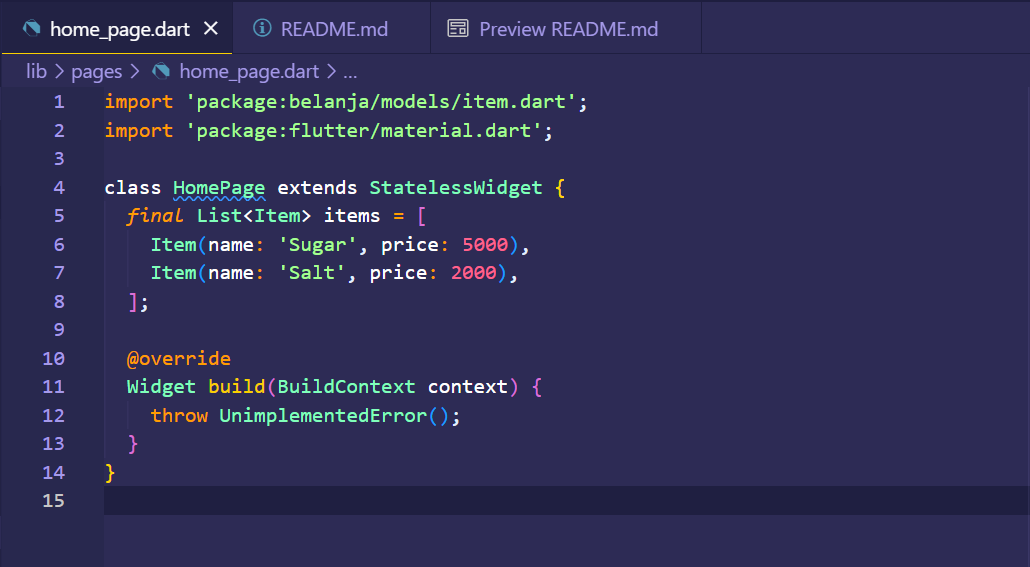 home_page.dart
README.md
Preview README.md
lib > pages > home_page.dart > ...
1 import 'package:belanja/models/item.dart';
2 import 'package:flutter/material.dart';
3
4 class HomePage extends StatelessWidget {
5   final List<Item> items = [
6     Item(name: 'Sugar', price: 5000),
7     Item(name: 'Salt', price: 2000),
8   ];
9
10   @override
11   Widget build(BuildContext context) {
12     throw UnimplementedError();
13   }
14 }
15